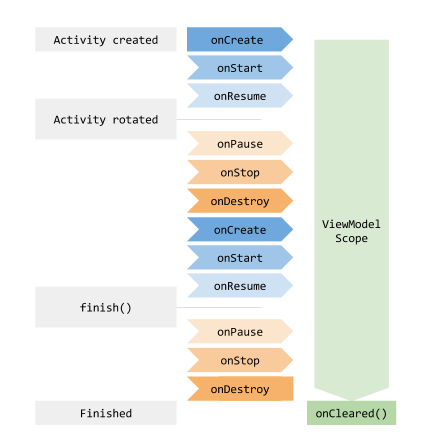 Activity created
onCreate
onStart
onResume
Activity rotated
onPause
onStop
onDestroy
onCreate
ViewModel
Scope
onStart
onResume
finish()
onPause
onStop
onDestroy
Finished
onCleared()